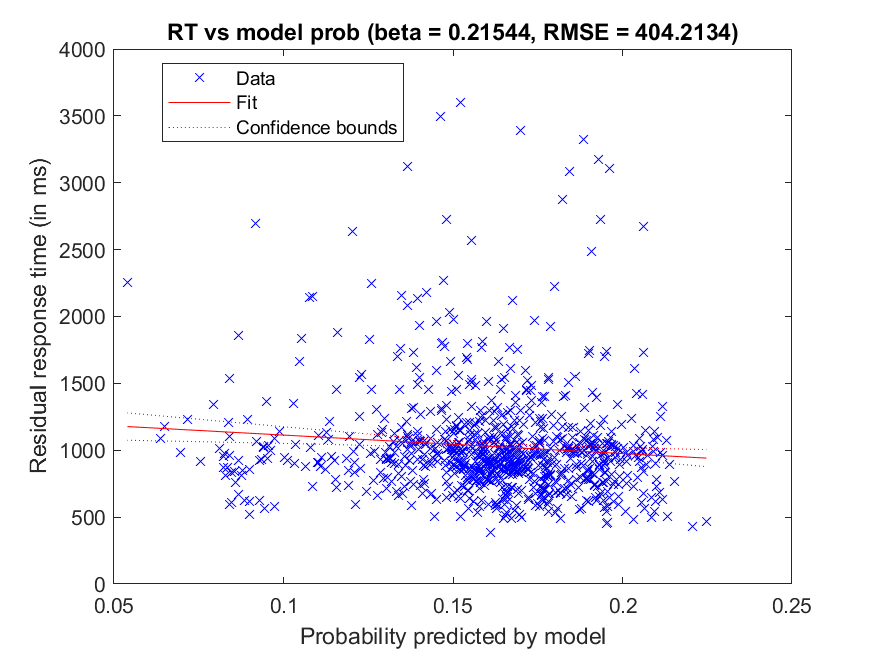 RT vs model prob (beta = 0.21544, RMSE = 404.2134)
4000
3500
3000
2500
2000
1500
1000
500
0
Data
Fit
Confidence bounds
Residual response time (in ms)
0.05
0.1
0.15
0.2
0.25
Probability predicted by model